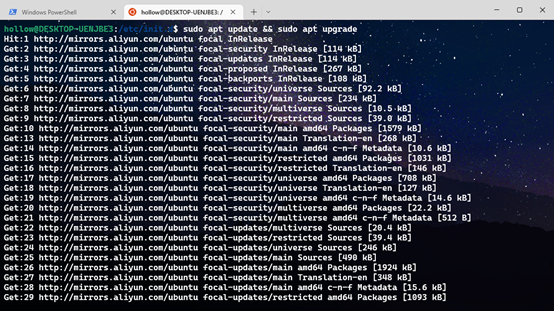 Windows PowerShell
hollow@DESKTOP-UENJBE3: /
hollow@DESKTOP-UENJBE3:/etc/init.d$ sudo apt update && sudo apt upgrade
Hit:1 http://mirrors.aliyun.com/ubuntu focal InRelease
Get:2 http://mirrors.aliyun.com/ubuntu focal-security InRelease [114 kB]
Get:3 http://mirrors.aliyun.com/ubuntu focal-updates InRelease [114 kB]
Get:4 http://mirrors.aliyun.com/ubuntu focal-proposed InRelease [267 kB]
Get:5 http://mirrors.aliyun.com/ubuntu focal-backports InRelease [108 kB]
Get:6 http://mirrors.aliyun.com/ubuntu focal-security/universe Sources [92.2 kB]
Get:7 http://mirrors.aliyun.com/ubuntu focal-security/main Sources [234 kB]
Get:8 http://mirrors.aliyun.com/ubuntu focal-security/multiverse Sources [10.5 kB]
Get:9 http://mirrors.aliyun.com/ubuntu focal-security/restricted Sources [39.0 kB]
Get:10 http://mirrors.aliyun.com/ubuntu focal-security/main amd64 Packages [1579 kB]
Get:13 http://mirrors.aliyun.com/ubuntu focal-security/main Translation-en [268 kB]
Get:14 http://mirrors.aliyun.com/ubuntu focal-security/main amd64 c-n-f Metadata [10.6 kB]
Get:15 http://mirrors.aliyun.com/ubuntu focal-security/restricted amd64 Packages [1031 kB]
Get:16 http://mirrors.aliyun.com/ubuntu focal-security/restricted Translation-en [146 kB]
Get:17 http://mirrors.aliyun.com/ubuntu focal-security/universe amd64 Packages [708 kB]
Get:18 http://mirrors.aliyun.com/ubuntu focal-security/universe Translation-en [127 kB]
Get:19 http://mirrors.aliyun.com/ubuntu focal-security/universe amd64 c-n-f Metadata [14.6 kB]
Get:20 http://mirrors.aliyun.com/ubuntu focal-security/multiverse amd64 Packages [22.2 kB]
Get:21 http://mirrors.aliyun.com/ubuntu focal-security/multiverse amd64 c-n-f Metadata [512 B]
Get:22 http://mirrors.aliyun.com/ubuntu focal-updates/multiverse Sources [20.4 kB]
Get:23 http://mirrors.aliyun.com/ubuntu focal-updates/restricted Sources [39.4 kB]
Get:24 http://mirrors.aliyun.com/ubuntu focal-updates/universe Sources [246 kB]
Get:25 http://mirrors.aliyun.com/ubuntu focal-updates/main Sources [490 kB]
Get:26 http://mirrors.aliyun.com/ubuntu focal-updates/main amd64 Packages [1924 kB]
Get:27 http://mirrors.aliyun.com/ubuntu focal-updates/main Translation-en [348 kB]
Get:28 http://mirrors.aliyun.com/ubuntu focal-updates/main amd64 c-n-f Metadata [15.6 kB]
Get:29 http://mirrors.aliyun.com/ubuntu focal-updates/restricted amd64 Packages [1093 kB]